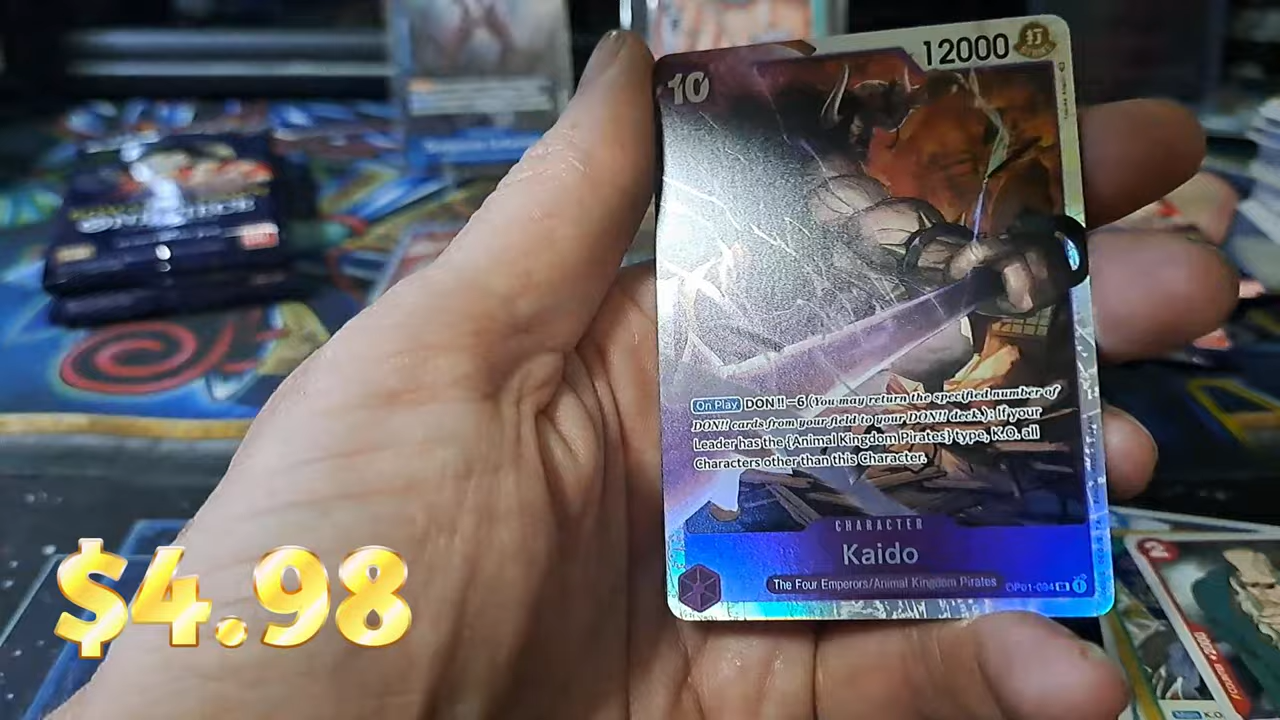 12000
打
10
On Play DON!! −6 (You may return the specified number of
DON!! cards from your field to your DON!! deck.): If your
Leader has the {Animal Kingdom Pirates} type, K.O. all
Characters other than this Character.
CHARACTER
Kaido
The Four Emperors/Animal Kingdom Pirates
OP01-094
$4.98